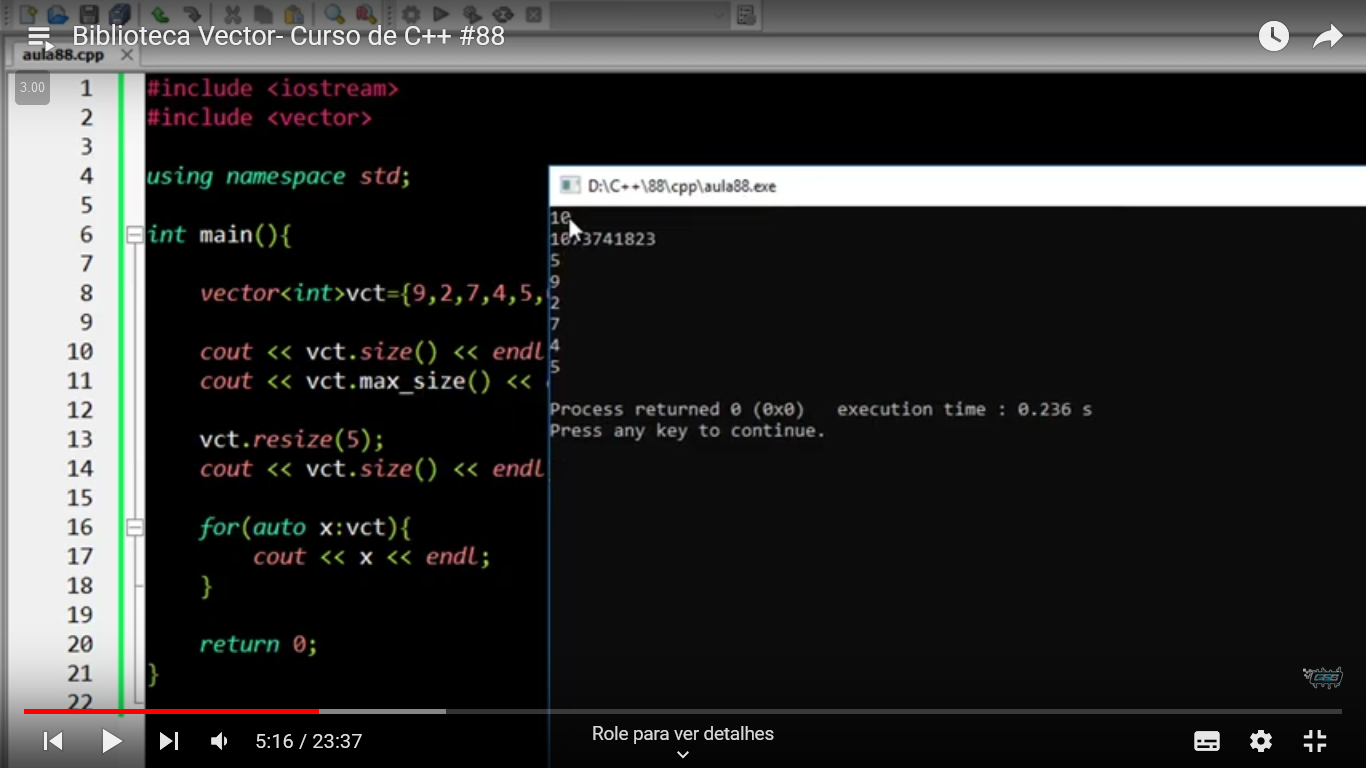 Biblioteca Vector- Curso de C++ #88
aula88.cpp
3.00
1 #include <iostream>
2 #include <vector>
3
4 using namespace std;
5
6 int main(){
7
8 vector<int>vct={9,2,7,4,5,
9
10 cout << vct.size() << endl
11 cout << vct.max_size() <<
12
13 vct.resize(5);
14 cout << vct.size() << endl
15
16 for(auto x:vct){
17 cout << x << endl;
18 }
19
20 return 0;
21 }
22
D:\C++\88\cpp\aula88.exe
10
1073741823
5
9
2
7
4
5
Process returned 0 (0x0) execution time : 0.236 s
Press any key to continue.
CFB
5:16 / 23:37
Role para ver detalhes